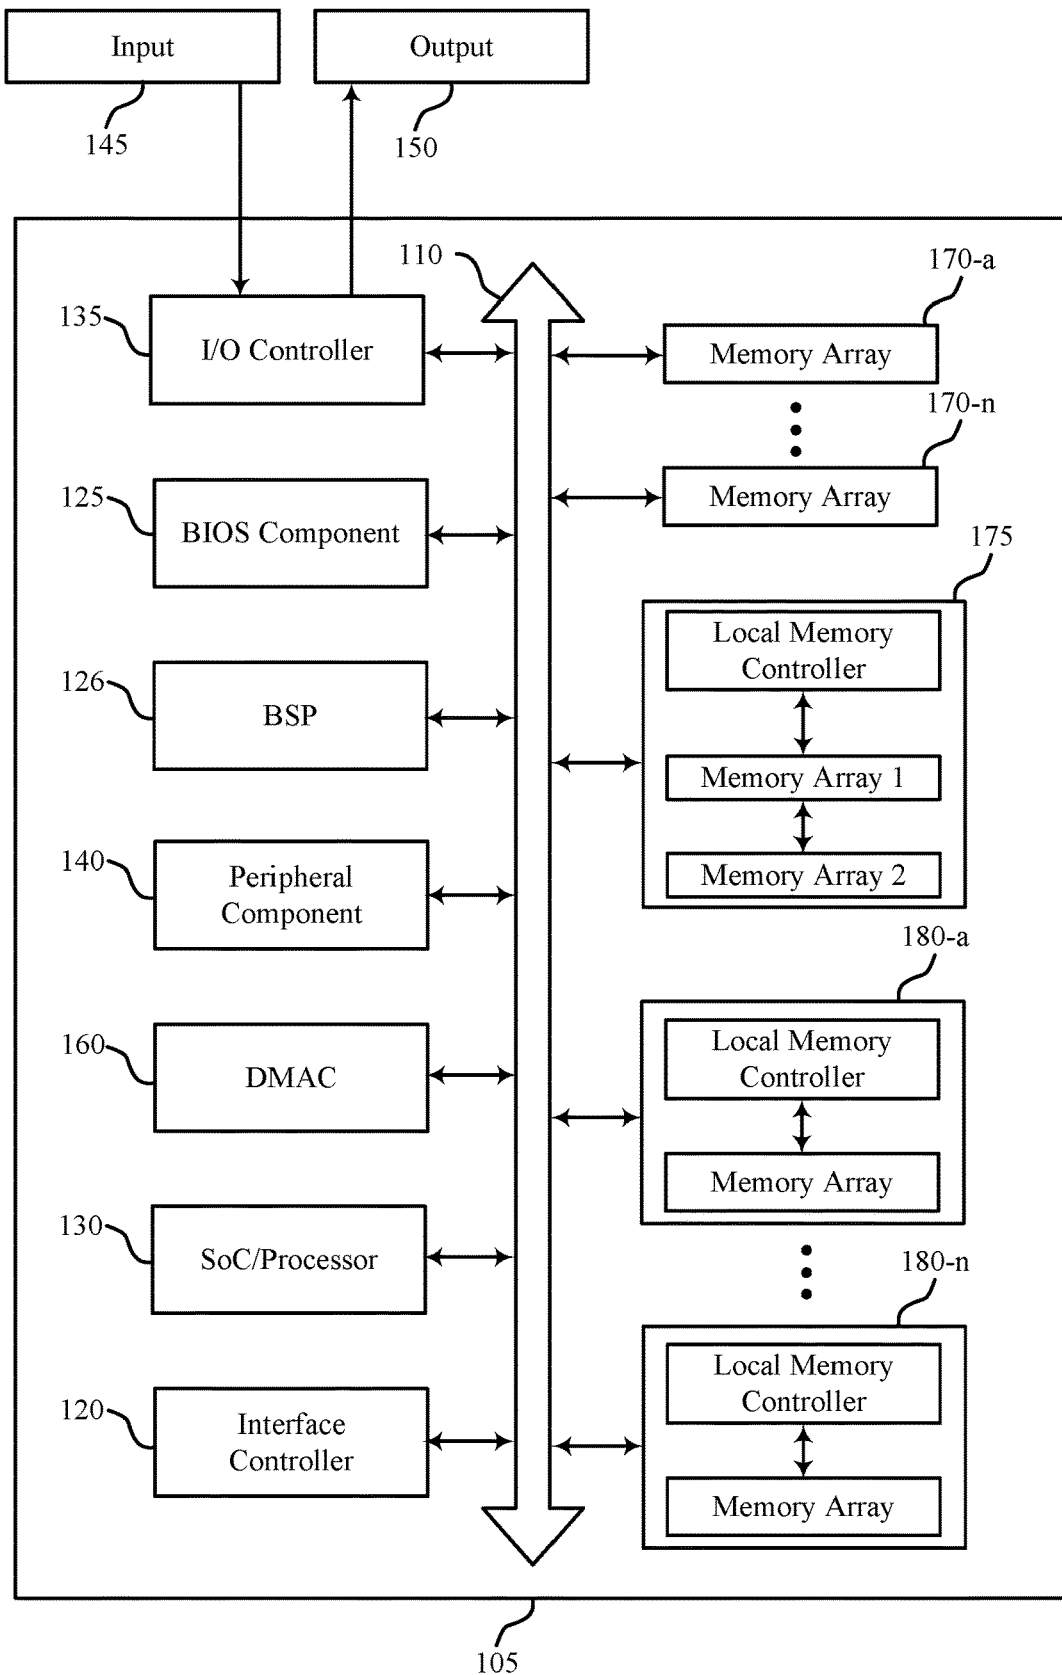 Input
Output
145
150
110
170-a
135
I/O Controller
Memory Array
170-n
125
BIOS Component
Memory Array
175
Local Memory
Controller
126
BSP
Memory Array 1
140
Peripheral
Component
Memory Array 2
180-a
160
DMAC
Local Memory
Controller
Memory Array
130
SoC/Processor
180-n
Local Memory
Controller
120
Interface
Controller
Memory Array
105